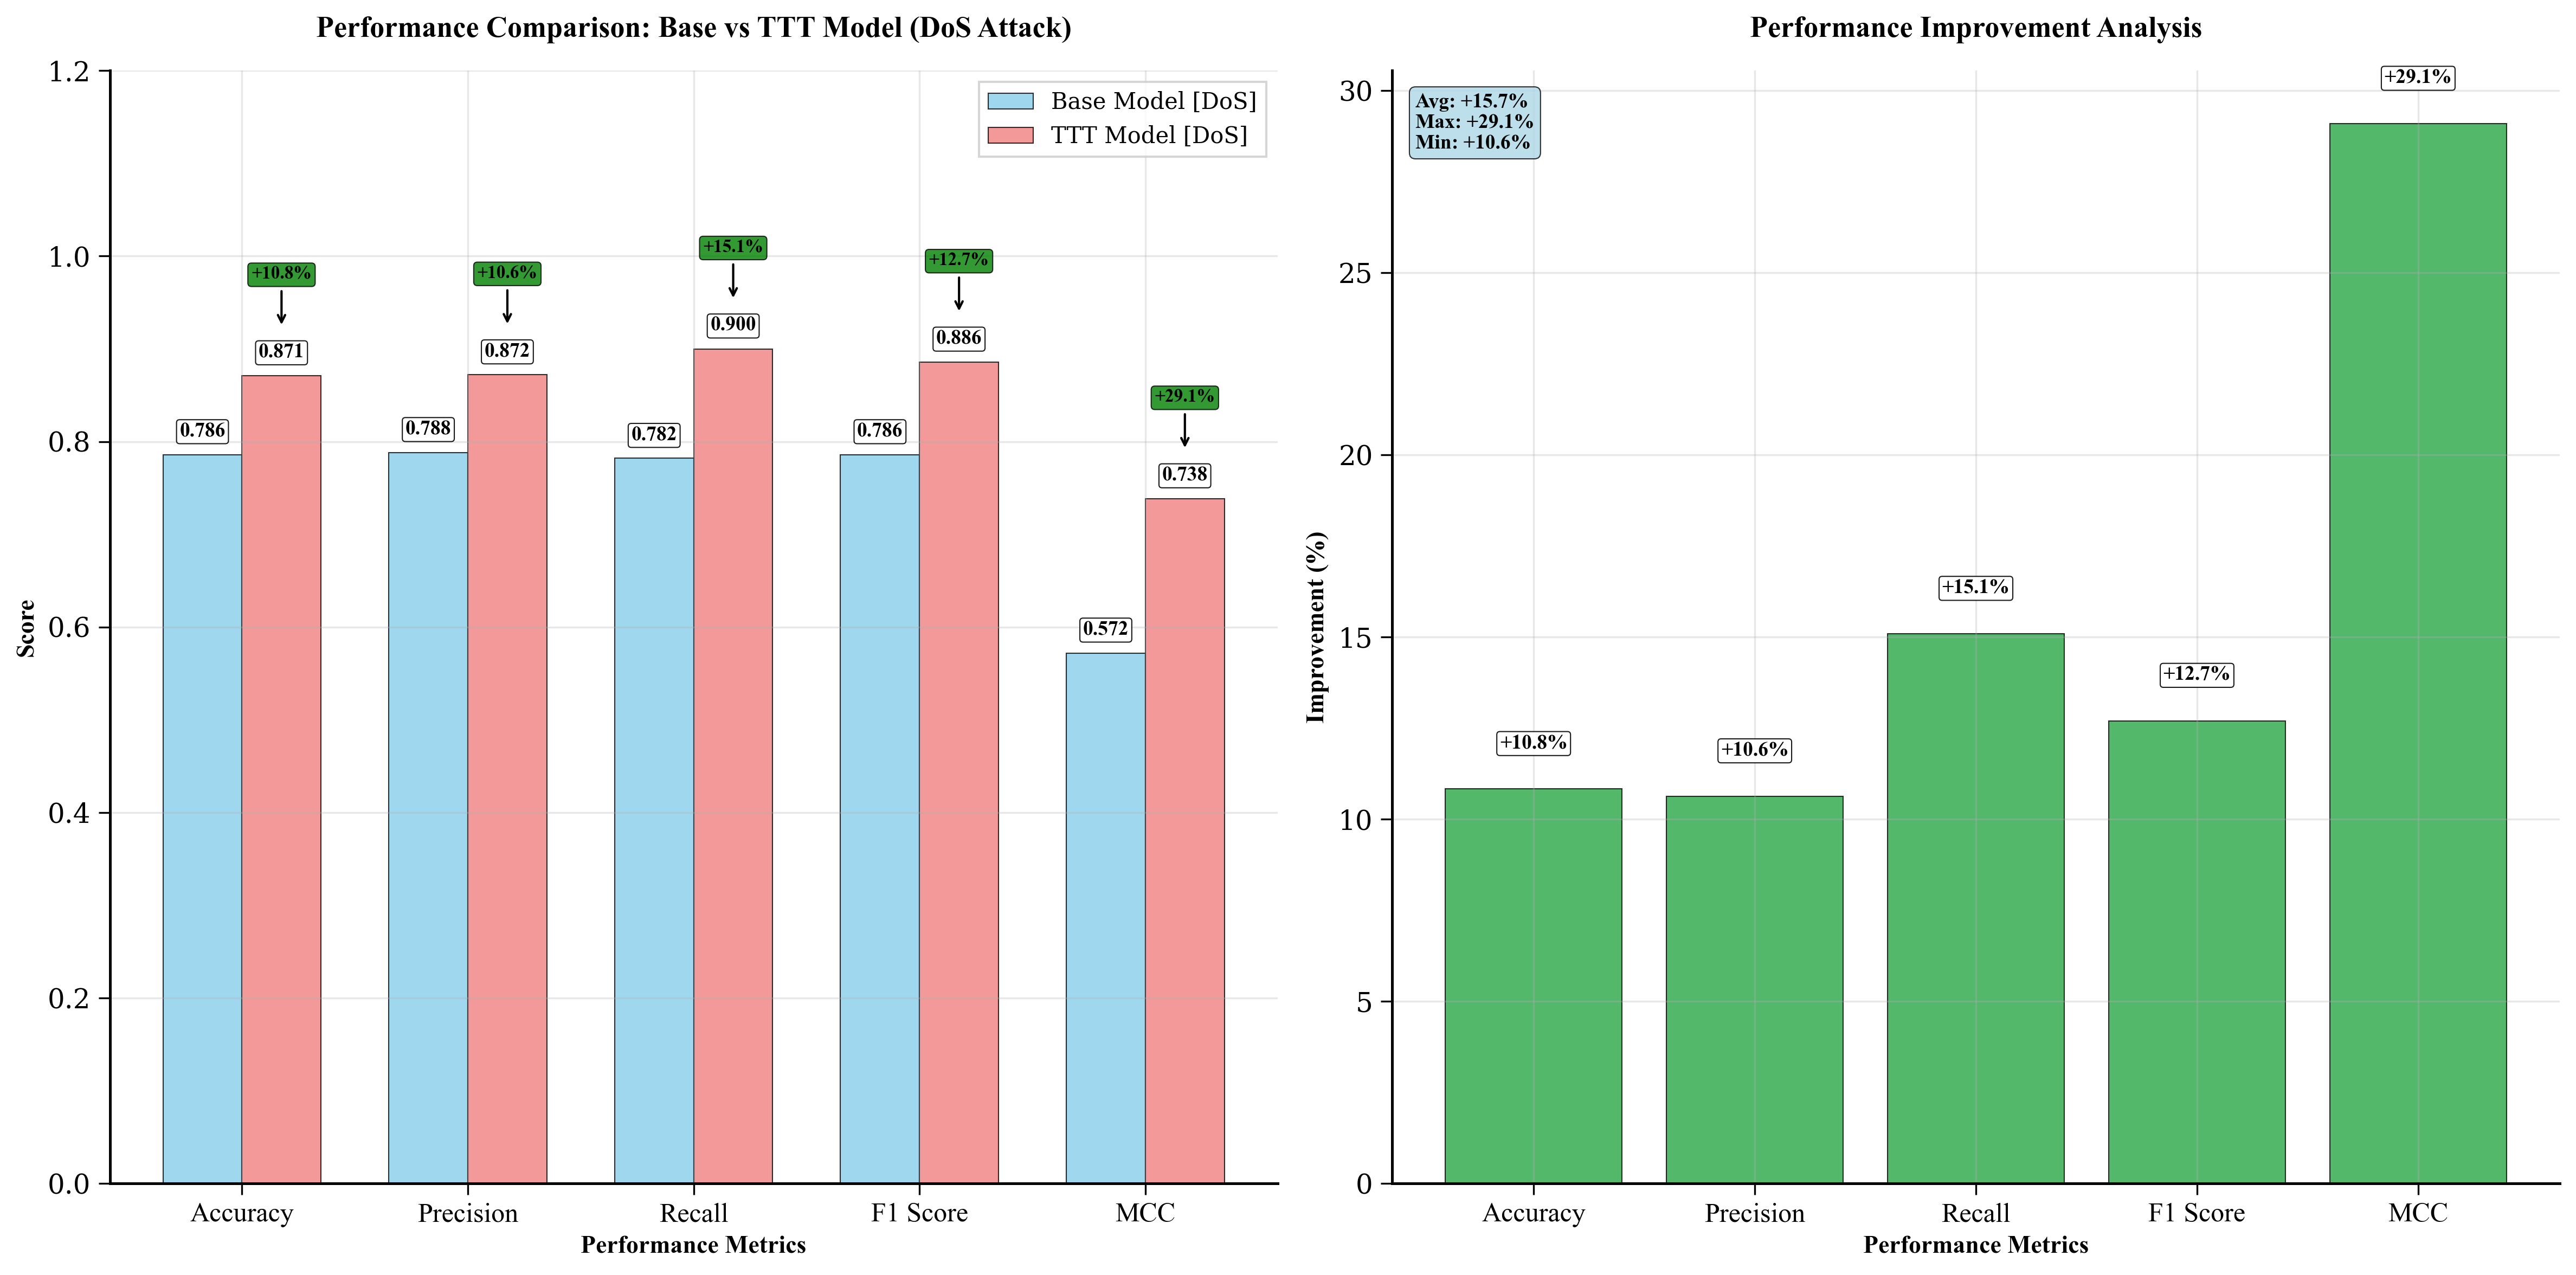 Performance Comparison: Base vs TTT Model (DoS Attack)
Base Model [DoS]
TTT Model [DoS]
Score
1.2
1.0
0.8
0.6
0.4
0.2
0.0
+10.8%
+10.6%
+15.1%
+12.7%
+29.1%
0.786
0.871
0.788
0.872
0.782
0.900
0.786
0.886
0.572
0.738
Accuracy
Precision
Recall
F1 Score
MCC
Performance Metrics
Performance Improvement Analysis
Avg: +15.7%
Max: +29.1%
Min: +10.6%
Improvement (%)
30
25
20
15
10
5
0
+10.8%
+10.6%
+15.1%
+12.7%
+29.1%
Accuracy
Precision
Recall
F1 Score
MCC
Performance Metrics